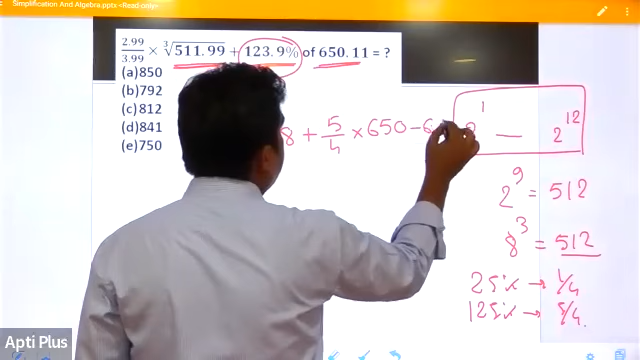 Simplification And Algebra.pptx <Read-only>
2.99/3.99 × ∛511.99 + 123.9% of 650.11 = ?
(a)850
(b)792
(c)812
(d)841
(e)750
8 + 5/4 × 650 - 6
2^1 — 2^12
2^9 = 512
8^3 = 512
25% → 1/4
125% → 5/4.
Apti Plus